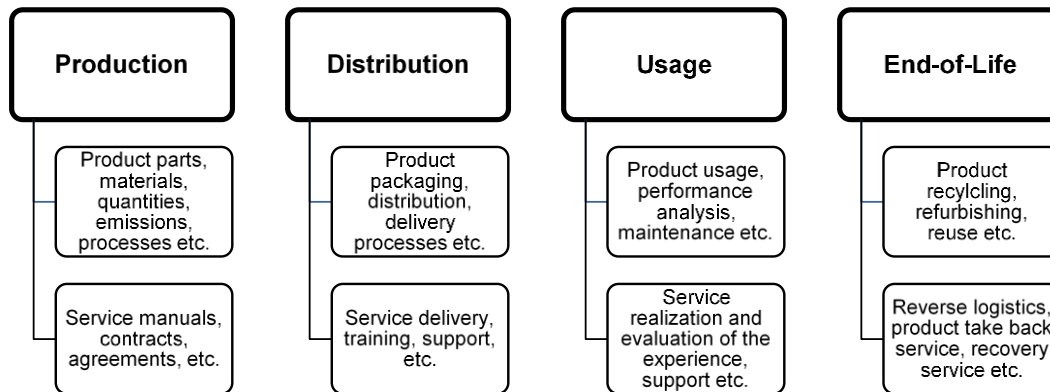 Production
Product parts,
materials,
quantities,
emissions,
processes etc.
Service manuals,
contracts,
agreements, etc.
Distribution
Product
packaging,
distribution,
delivery
processes etc.
Service delivery,
training, support,
etc.
Usage
Product usage,
performance
analysis,
maintenance etc.
Service
realization and
evaluation of the
experience,
support etc.
End-of-Life
Product
recylcling,
refurbishing,
reuse etc.
Reverse logistics,
product take back
service, recovery
service etc.